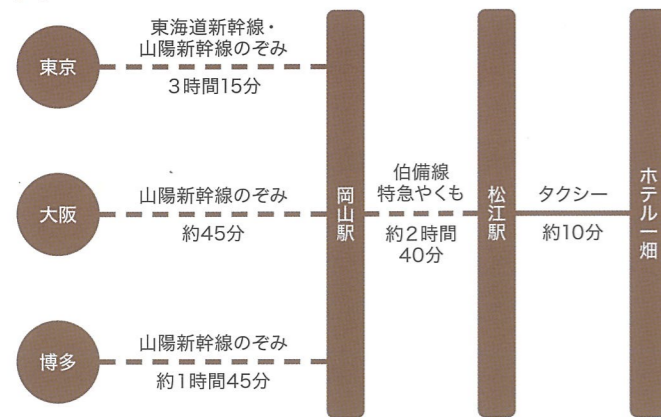 東京
東海道新幹線・
山陽新幹線のぞみ
3時間15分
大阪
山陽新幹線のぞみ
約45分
博多
山陽新幹線のぞみ
約1時間45分
岡山駅
伯備線
特急やくも
約2時間
40分
松江駅
タクシー
約10分
ホテル一畑